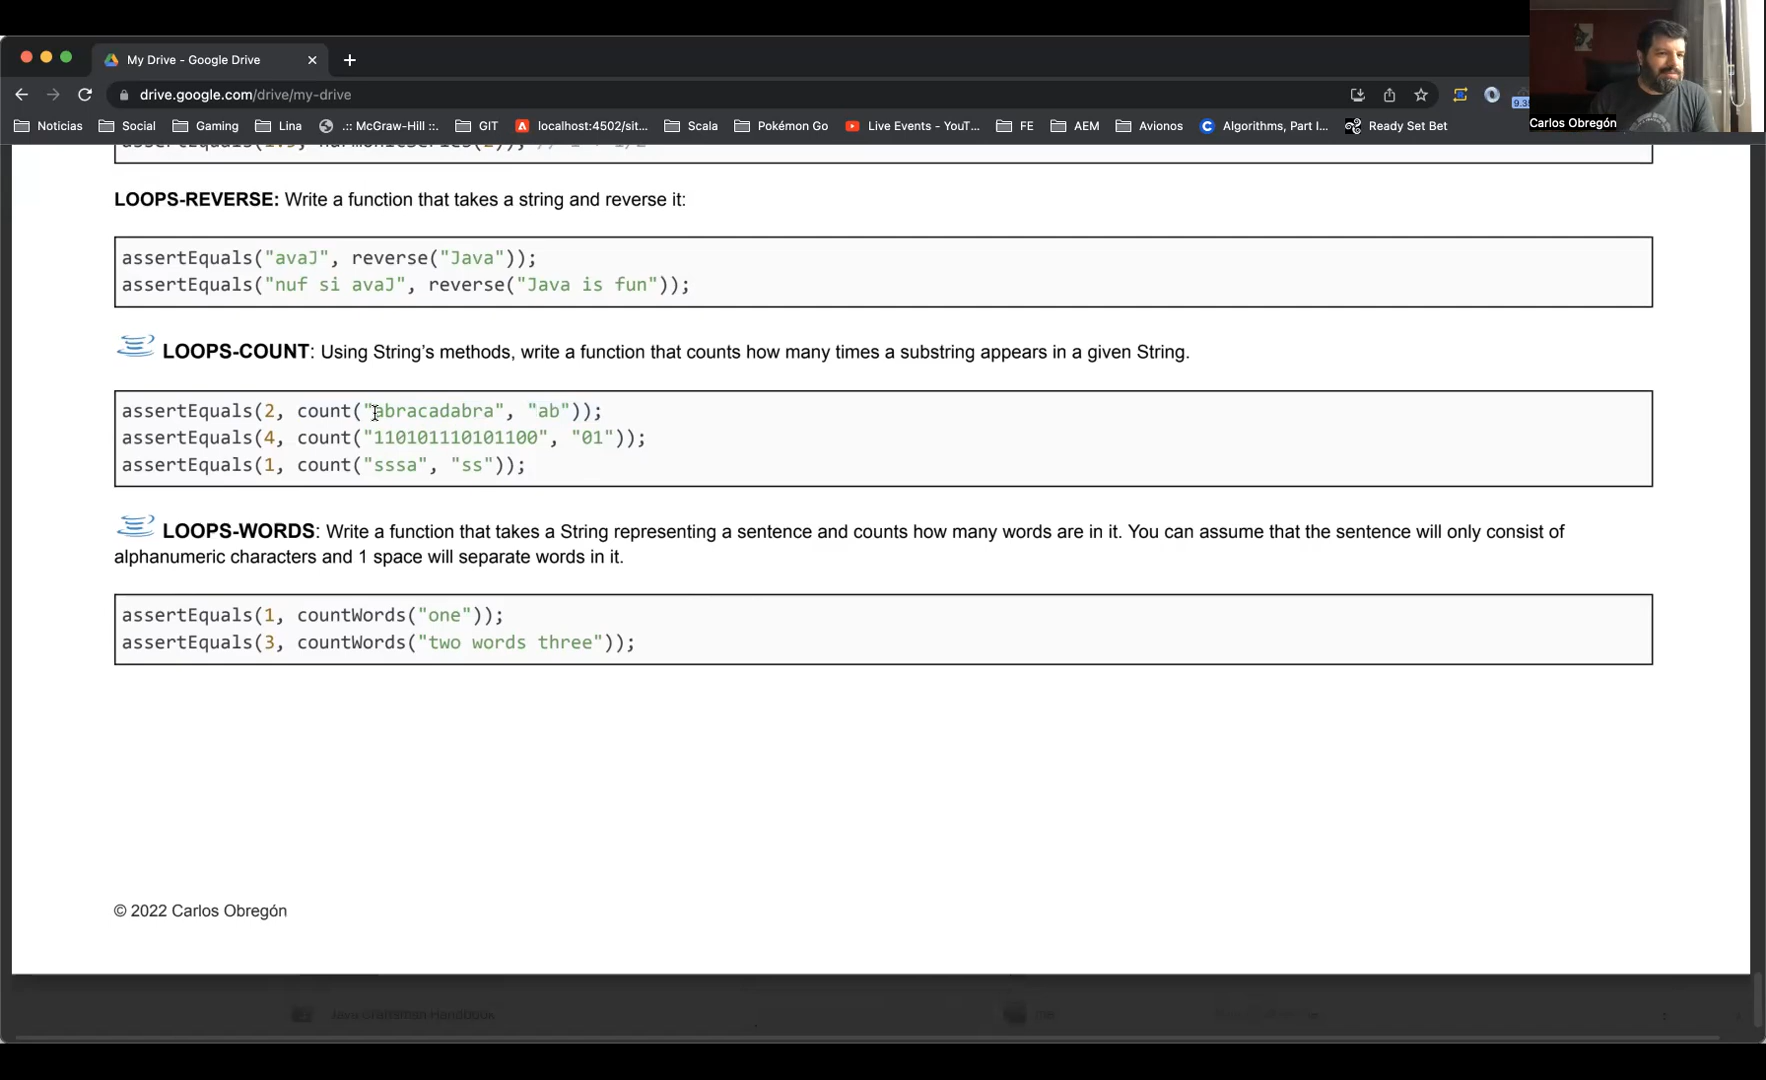 My Drive - Google Drive
drive.google.com/drive/my-drive
Noticias Social Gaming Lina .:: McGraw-Hill ::. GIT localhost:4502/sit... Scala Pokémon Go Live Events - YouT... FE AEM Avionos Algorithms, Part I... Ready Set Bet
Carlos Obregón
LOOPS-REVERSE: Write a function that takes a string and reverse it:
assertEquals("avaJ", reverse("Java"));
assertEquals("nuf si avaJ", reverse("Java is fun"));
LOOPS-COUNT: Using String’s methods, write a function that counts how many times a substring appears in a given String.
assertEquals(2, count("abracadabra", "ab"));
assertEquals(4, count("110101110101100", "01"));
assertEquals(1, count("sssa", "ss"));
LOOPS-WORDS: Write a function that takes a String representing a sentence and counts how many words are in it. You can assume that the sentence will only consist of
alphanumeric characters and 1 space will separate words in it.
assertEquals(1, countWords("one"));
assertEquals(3, countWords("two words three"));
© 2022 Carlos Obregón
Java Craftsman Handbook me